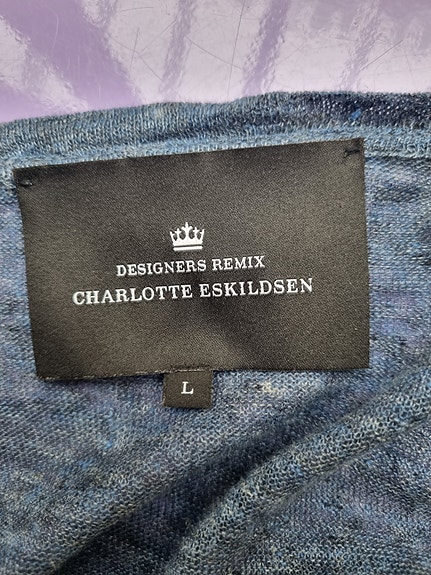 DESIGNERS REMIX
CHARLOTTE ESKILDSEN
L